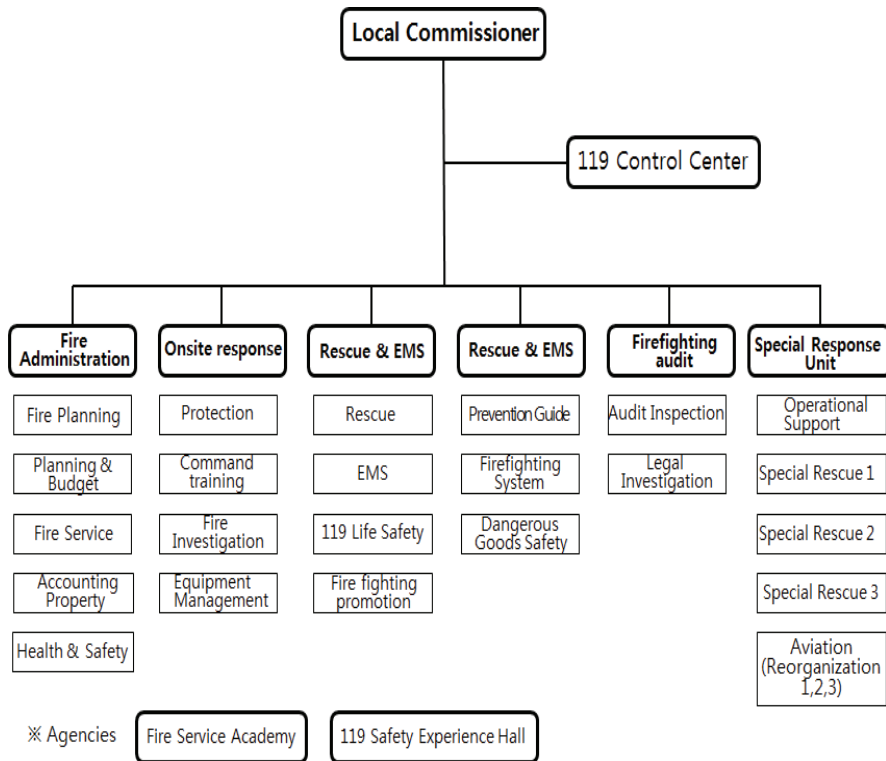 Local Commissioner
119 Control Center
Fire
Administration
Fire Planning
Planning &
Budget
Fire Service
Accounting
Property
Health & Safety
Onsite response
Protection
Command
training
Fire
Investigation
Equipment
Management
Rescue & EMS
Rescue
EMS
119 Life Safety
Fire fighting
promotion
Rescue & EMS
Prevention Guide
Firefighting
System
Dangerous
Goods Safety
Firefighting
audit
Audit Inspection
Legal
Investigation
Special Response
Unit
Operational
Support
Special Rescue 1
Special Rescue 2
Special Rescue 3
Aviation
(Reorganization
1,2,3)
※ Agencies
Fire Service Academy
119 Safety Experience Hall